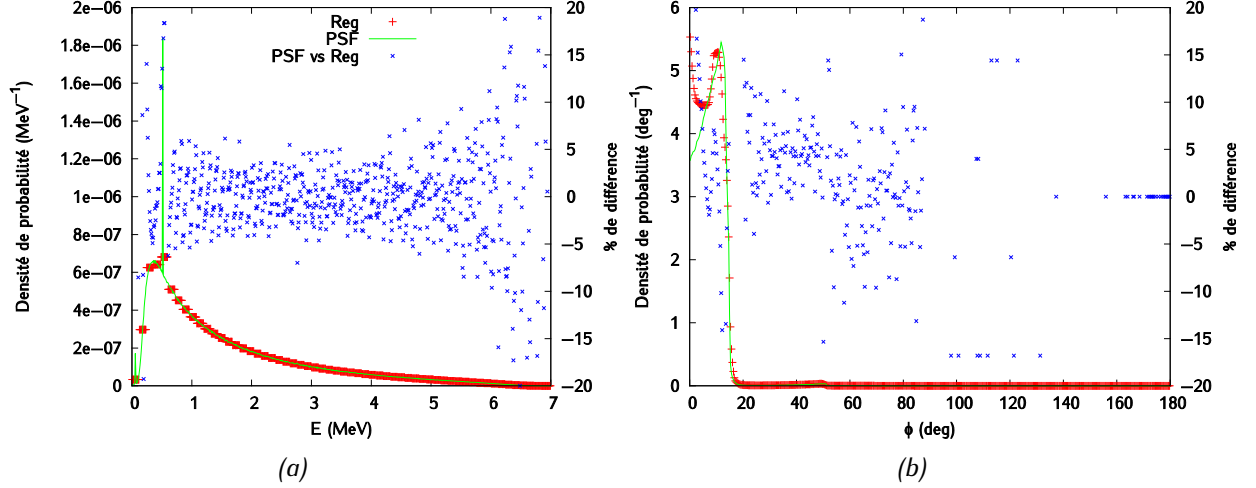 2e−06
1.8e−06
1.6e−06
1.4e−06
1.2e−06
1e−06
8e−07
6e−07
4e−07
2e−07
0
Densité de probabilité (MeV⁻¹)
Reg
PSF
PSF vs Reg
20
15
10
5
0
−5
−10
−15
−20
% de différence
0 1 2 3 4 5 6 7
E (MeV)
(a)
6
5
4
3
2
1
0
Densité de probabilité (deg⁻¹)
20
15
10
5
0
−5
−10
−15
−20
% de différence
0 20 40 60 80 100 120 140 160 180
ϕ (deg)
(b)